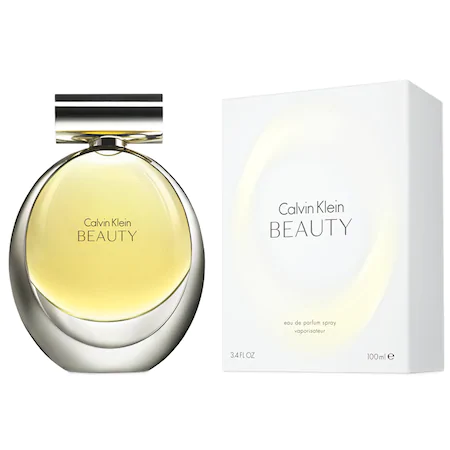 Calvin Klein
BEAUTY
Calvin Klein
BEAUTY
eau de parfum spray
vaporisateur
3.4 FL OZ 100 ml e